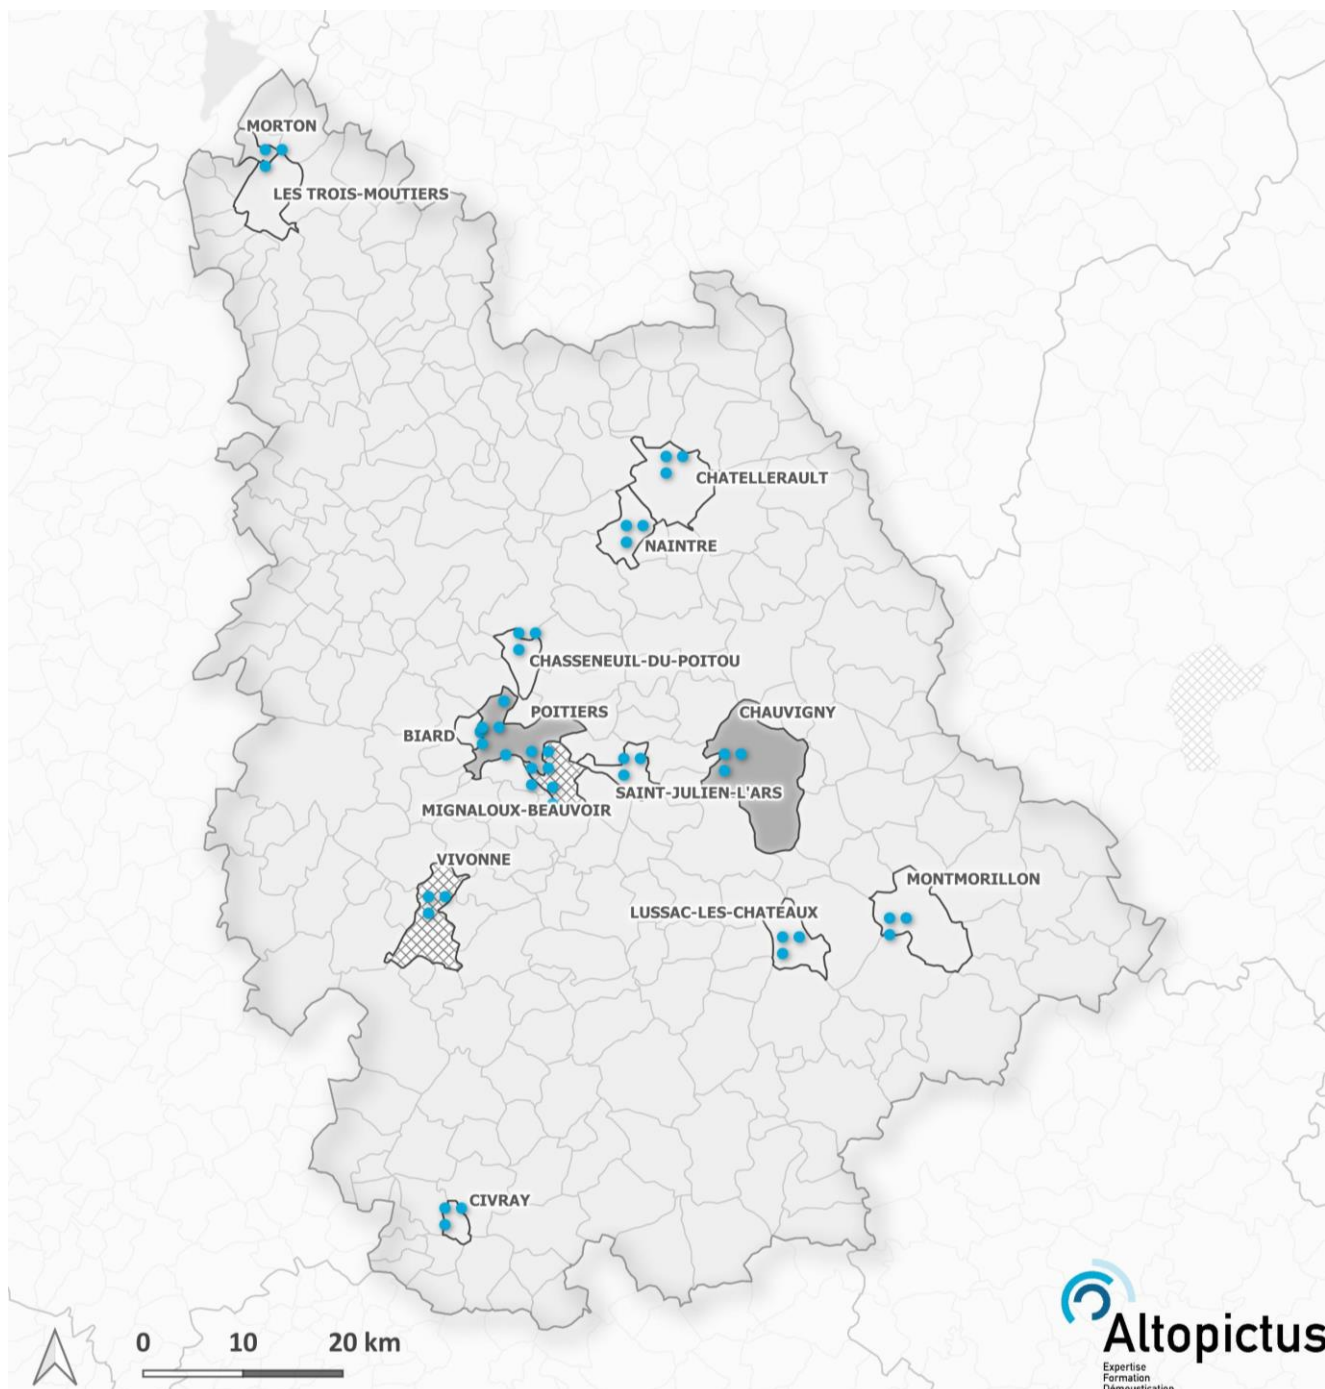 MORTON
LES TROIS-MOUTIERS
CHATELLERAULT
NAINTRE
CHASSENEUIL-DU-POITOU
POITIERS
CHAUVIGNY
BIARD
SAINT-JULIEN-L'ARS
MIGNALOUX-BEAUVOIR
VIVONNE
MONTMORILLON
LUSSAC-LES-CHATEAUX
CIVRAY
0 10 20 km
Altopictus
Expertise
Formation
Démoustication